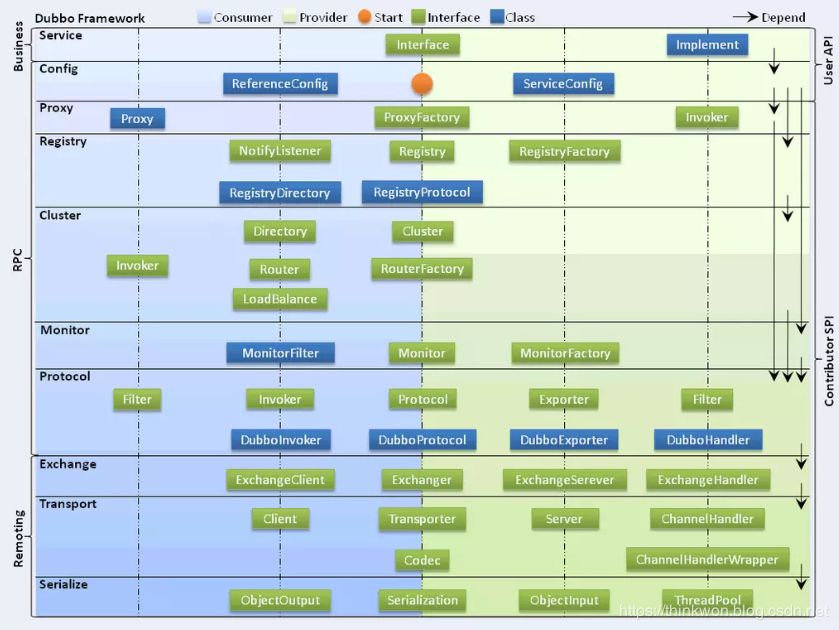 Dubbo Framework Consumer Provider Start Interface Class Depend
Business
Service
Interface Implement
User API
Config
ReferenceConfig ServiceConfig
RPC
Proxy
Proxy ProxyFactory Invoker
Registry
NotifyListener Registry RegistryFactory
RegistryDirectory RegistryProtocol
Cluster
Directory Cluster
Invoker Router RouterFactory
LoadBalance
Contributor SPI
Monitor
MonitorFilter Monitor MonitorFactory
Protocol
Filter Invoker Protocol Exporter Filter
DubboInvoker DubboProtocol DubboExporter DubboHandler
Remoting
Exchange
ExchangeClient Exchanger ExchangeSerever ExchangeHandler
Transport
Client Transporter Server ChannelHandler
Codec ChannelHandlerWrapper
Serialize
ObjectOutput Serialization ObjectInput ThreadPool
https://thinkwon.blog.csdn.net